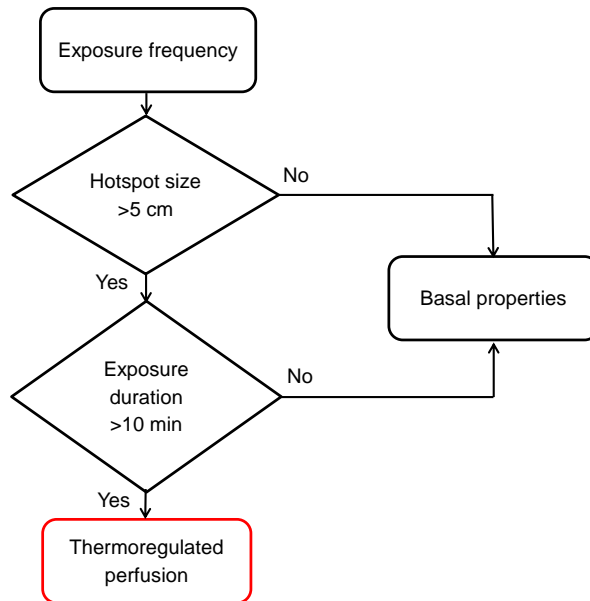 Exposure frequency
Hotspot size
>5 cm
No
Yes
Basal properties
Exposure
duration
>10 min
No
Yes
Thermoregulated
perfusion